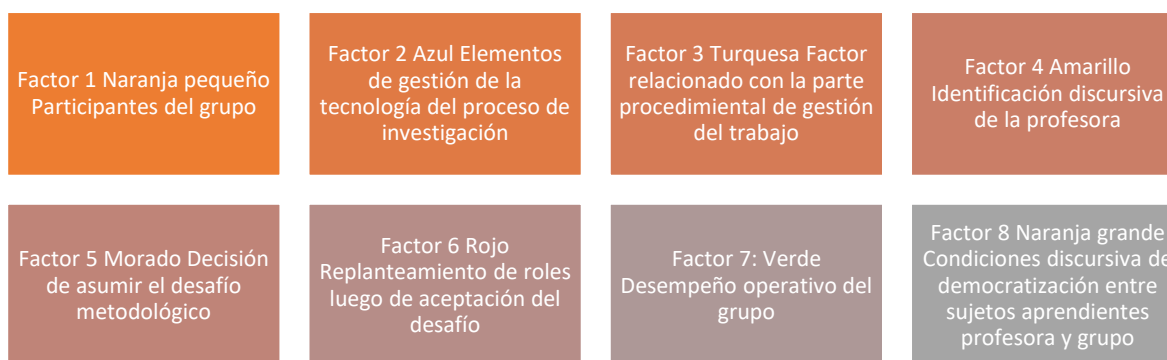 Factor 1 Naranja pequeño
Participantes del grupo
Factor 2 Azul Elementos
de gestión de la
tecnología del proceso de
investigación
Factor 3 Turquesa Factor
relacionado con la parte
procedimiental de gestión
del trabajo
Factor 4 Amarillo
Identificación discursiva
de la profesora
Factor 5 Morado Decisión
de asumir el desafío
metodológico
Factor 6 Rojo
Replanteamiento de roles
luego de aceptación del
desafío
Factor 7: Verde
Desempeño operativo del
grupo
Factor 8 Naranja grande
Condiciones discursiva de
democratización entre
sujetos aprendientes
profesora y grupo